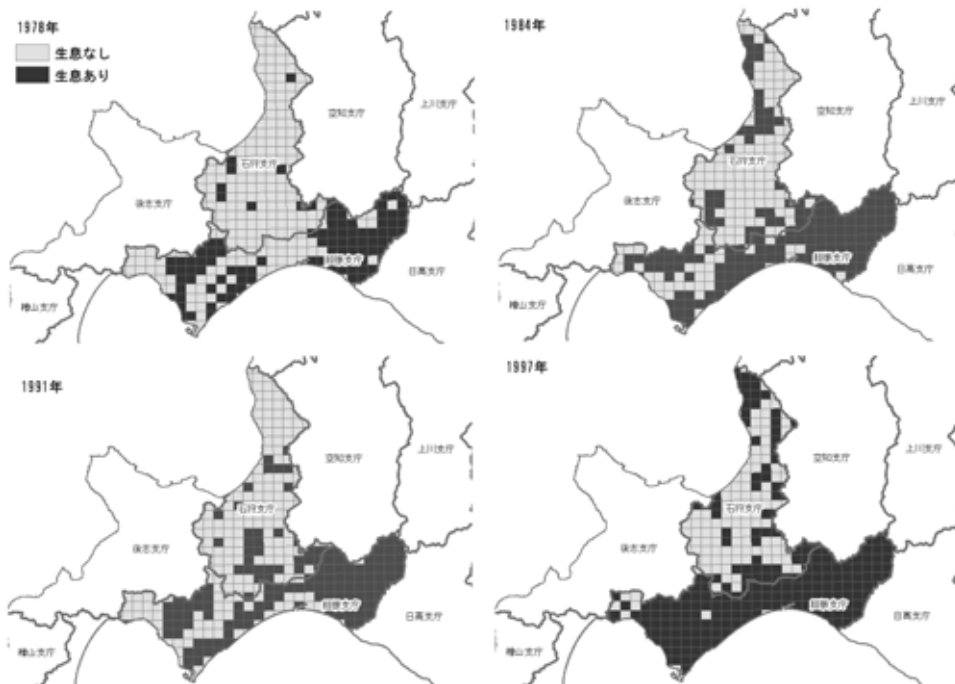 1978年
生息なし
生息あり
空知支庁
上川支庁
石狩支庁
後志支庁
胆振支庁
日高支庁
檜山支庁
1984年
空知支庁
上川支庁
石狩支庁
後志支庁
胆振支庁
日高支庁
檜山支庁
1991年
空知支庁
上川支庁
石狩支庁
後志支庁
胆振支庁
日高支庁
檜山支庁
1997年
空知支庁
上川支庁
石狩支庁
後志支庁
胆振支庁
日高支庁
檜山支庁